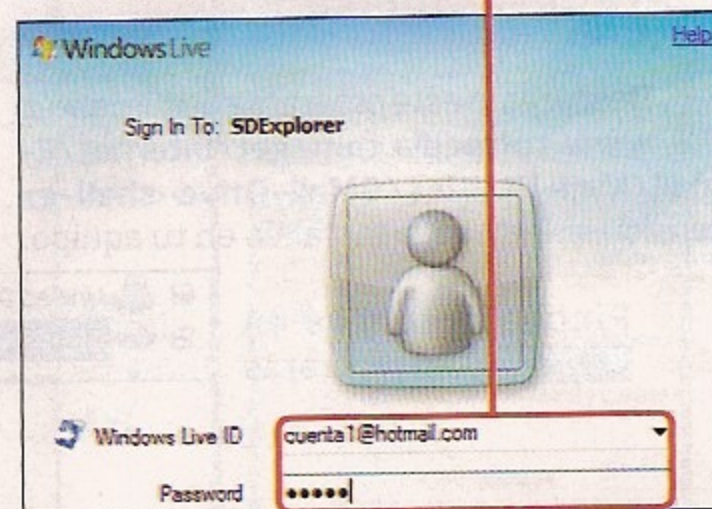 Windows Live
Help
Sign In To: SDExplorer
Windows Live ID
cuenta1@hotmail.com
Password
•••••